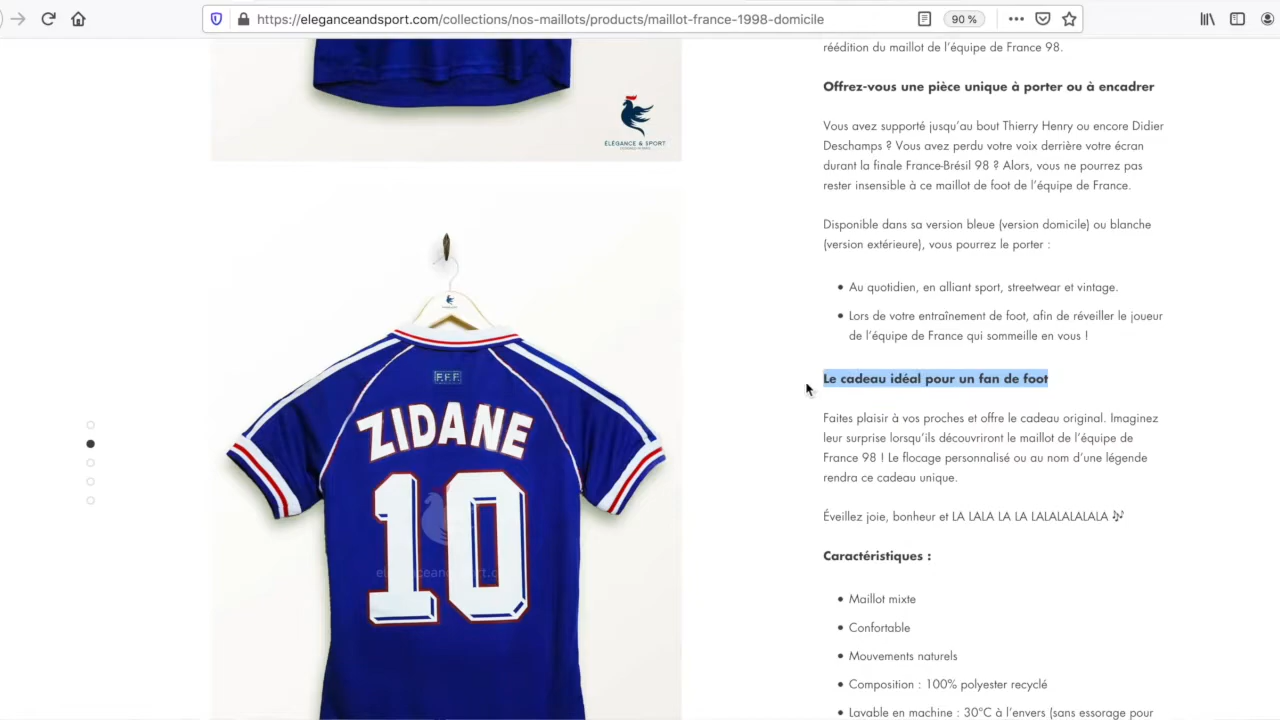 https://eleganceandsport.com/collections/nos-maillots/products/maillot-france-1998-domicile
90 %
réédition du maillot de l'équipe de France 98.
Offrez-vous une pièce unique à porter ou à encadrer
Vous avez supporté jusqu'au bout Thierry Henry ou encore Didier
Deschamps ? Vous avez perdu votre voix derrière votre écran
durant la finale France-Brésil 98 ? Alors, vous ne pourrez pas
rester insensible à ce maillot de foot de l'équipe de France.
Disponible dans sa version bleue (version domicile) ou blanche
(version extérieure), vous pourrez le porter :
• Au quotidien, en alliant sport, streetwear et vintage.
• Lors de votre entraînement de foot, afin de réveiller le joueur
de l'équipe de France qui sommeille en vous !
Le cadeau idéal pour un fan de foot
Faites plaisir à vos proches et offre le cadeau original. Imaginez
leur surprise lorsqu'ils découvriront le maillot de l'équipe de
France 98 ! Le flocage personnalisé ou au nom d'une légende
rendra ce cadeau unique.
Éveillez joie, bonheur et LA LALA LA LA LALALALALALA 🎶
Caractéristiques :
• Maillot mixte
• Confortable
• Mouvements naturels
• Composition : 100% polyester recyclé
• Lavable en machine : 30°C à l'envers (sans essorage pour
ELEGANCE & SPORT
F.F.F.
ZIDANE
10